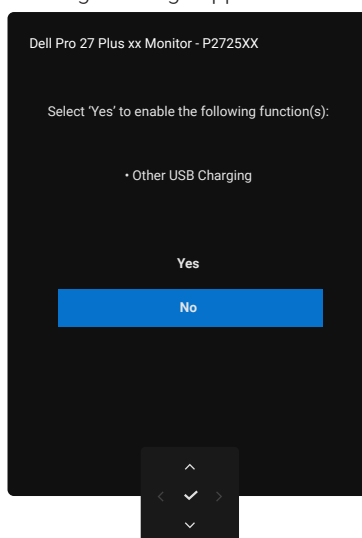 Dell Pro 27 Plus xx Monitor - P2725XX
Select ‘Yes’ to enable the following function(s):
• Other USB Charging
Yes
No